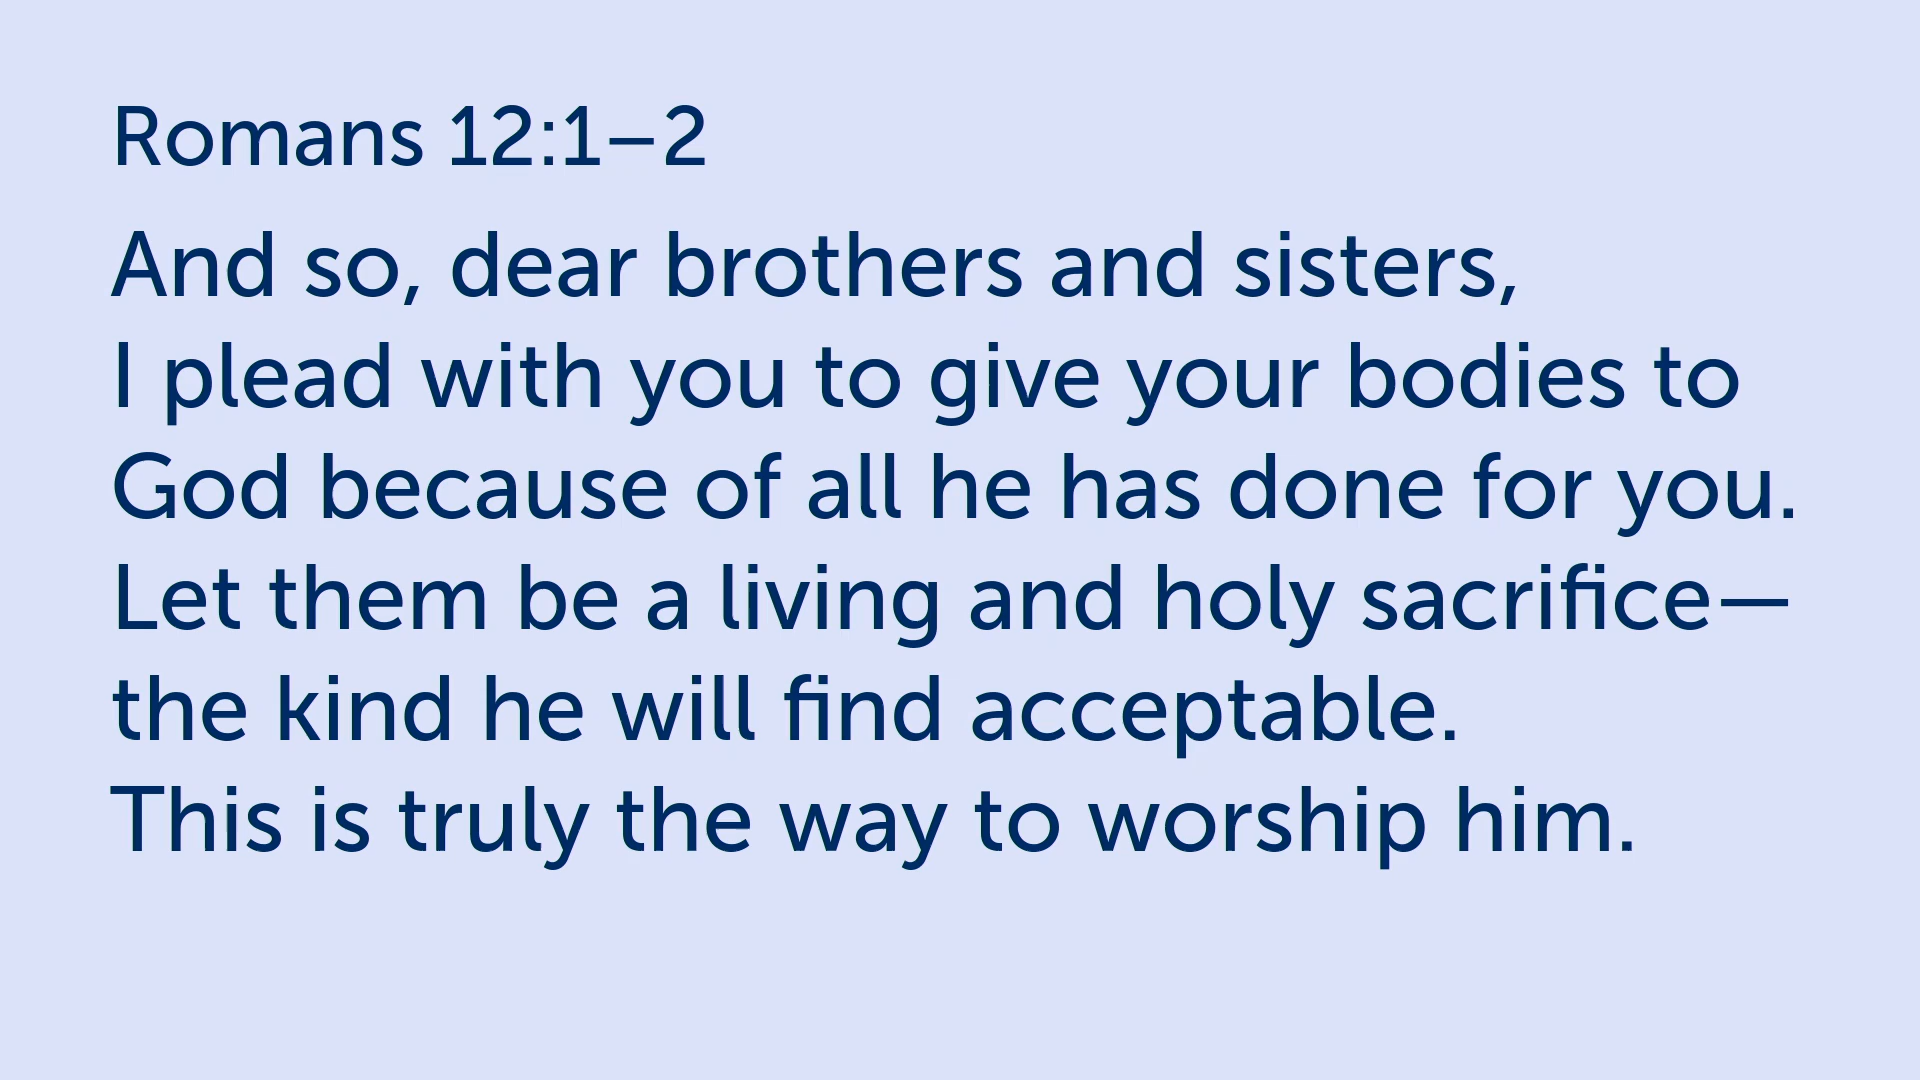 Romans 12:1–2
And so, dear brothers and sisters,
I plead with you to give your bodies to
God because of all he has done for you.
Let them be a living and holy sacrifice—
the kind he will find acceptable.
This is truly the way to worship him.